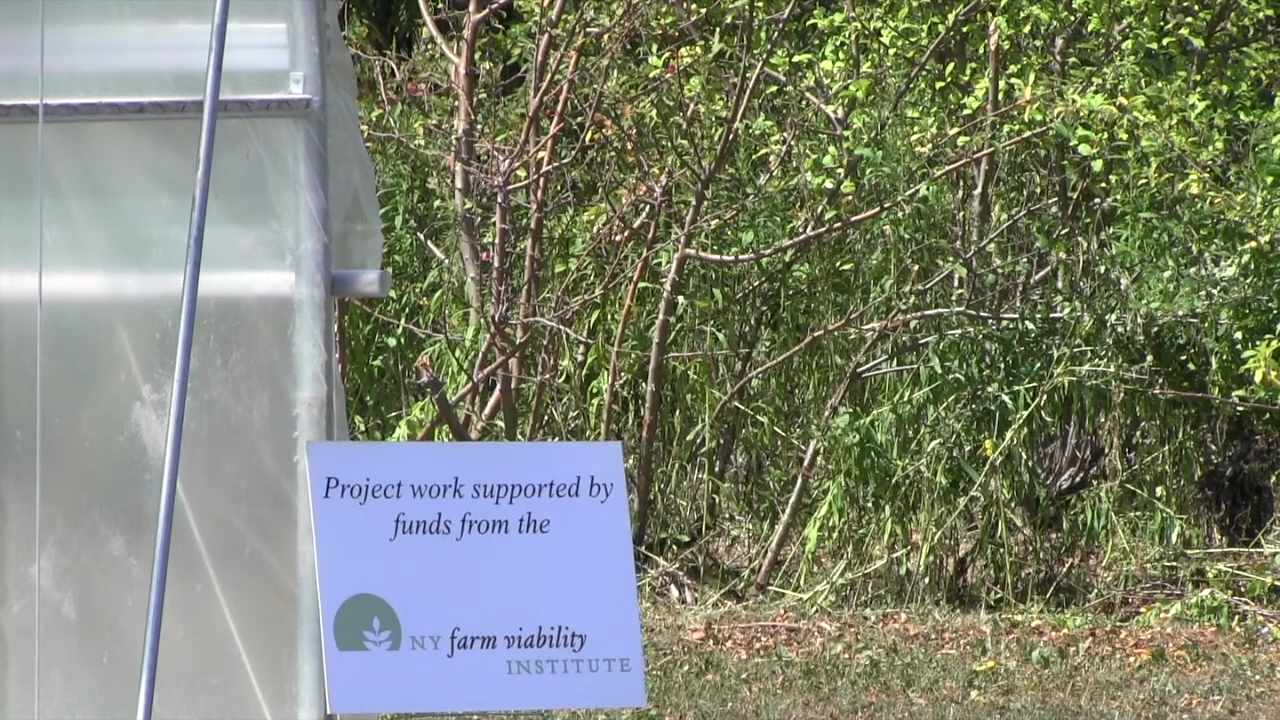 Project work supported by
funds from the
NY farm viability
INSTITUTE